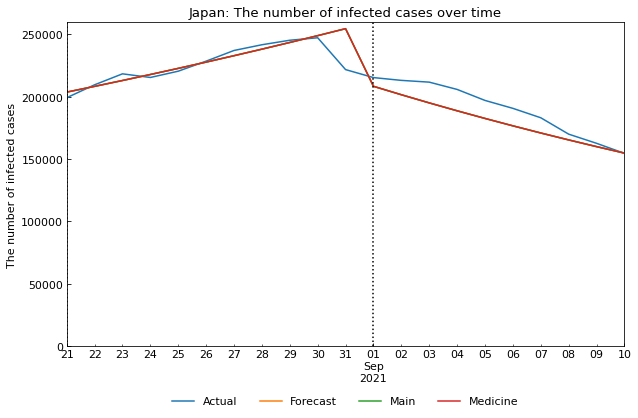 Japan: The number of infected cases over time
The number of infected cases
250000
200000
150000
100000
50000
0
21 22 23 24 25 26 27 28 29 30 31 01 02 03 04 05 06 07 08 09 10
Sep
2021
Actual Forecast Main Medicine